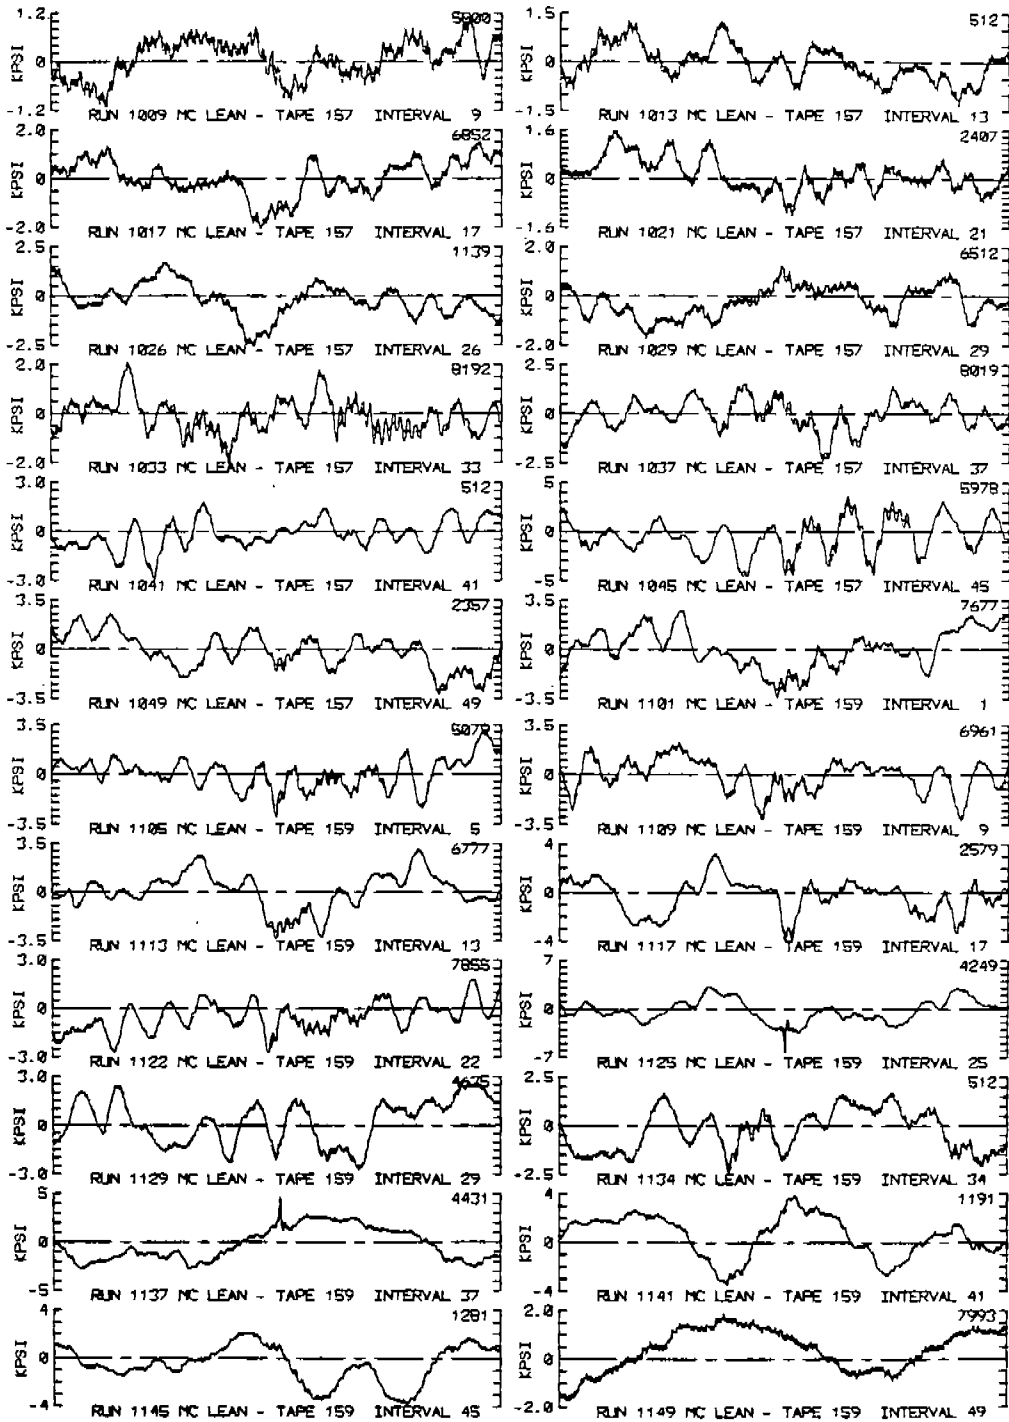 1.2 5800 1.5 512
KPSI 0 KPSI 0
-1.2 RUN 1009 MC LEAN - TAPE 157 INTERVAL 9 -1.5 RUN 1013 MC LEAN - TAPE 157 INTERVAL 13
2.0 6852 1.6 2407
KPSI 0 KPSI 0
-2.0 RUN 1017 MC LEAN - TAPE 157 INTERVAL 17 -1.6 RUN 1021 MC LEAN - TAPE 157 INTERVAL 21
2.5 1139 2.0 6512
KPSI 0 KPSI 0
-2.5 RUN 1026 MC LEAN - TAPE 157 INTERVAL 26 -2.0 RUN 1029 MC LEAN - TAPE 157 INTERVAL 29
2.0 8192 2.5 8019
KPSI 0 KPSI 0
-2.0 RUN 1033 MC LEAN - TAPE 157 INTERVAL 33 -2.5 RUN 1037 MC LEAN - TAPE 157 INTERVAL 37
3.0 512 5 5978
KPSI 0 KPSI 0
-3.0 RUN 1041 MC LEAN - TAPE 157 INTERVAL 41 -5 RUN 1045 MC LEAN - TAPE 157 INTERVAL 45
3.5 2357 3.5 7677
KPSI 0 KPSI 0
-3.5 RUN 1049 MC LEAN - TAPE 157 INTERVAL 49 -3.5 RUN 1101 MC LEAN - TAPE 159 INTERVAL 1
3.5 3.5 6961
KPSI 0 KPSI 0
-3.5 RUN 1105 MC LEAN - TAPE 159 INTERVAL 5 -3.5 RUN 1109 MC LEAN - TAPE 159 INTERVAL 9
3.5 6777 4 2579
KPSI 0 KPSI 0
-3.5 RUN 1113 MC LEAN - TAPE 159 INTERVAL 13 -4 RUN 1117 MC LEAN - TAPE 159 INTERVAL 17
3.0 7855 7 4249
KPSI 0 KPSI 0
-3.0 RUN 1122 MC LEAN - TAPE 159 INTERVAL 22 -7 RUN 1125 MC LEAN - TAPE 159 INTERVAL 25
3.0 4675 2.5 512
KPSI 0 KPSI 0
-3.0 RUN 1129 MC LEAN - TAPE 159 INTERVAL 29 -2.5 RUN 1134 MC LEAN - TAPE 159 INTERVAL 34
5 4431 4 1191
KPSI 0 KPSI 0
-5 RUN 1137 MC LEAN - TAPE 159 INTERVAL 37 -4 RUN 1141 MC LEAN - TAPE 159 INTERVAL 41
4 1281 2.0 7993
KPSI 0 KPSI 0
-4 RUN 1145 MC LEAN - TAPE 159 INTERVAL 45 -2.0 RUN 1149 MC LEAN - TAPE 159 INTERVAL 49